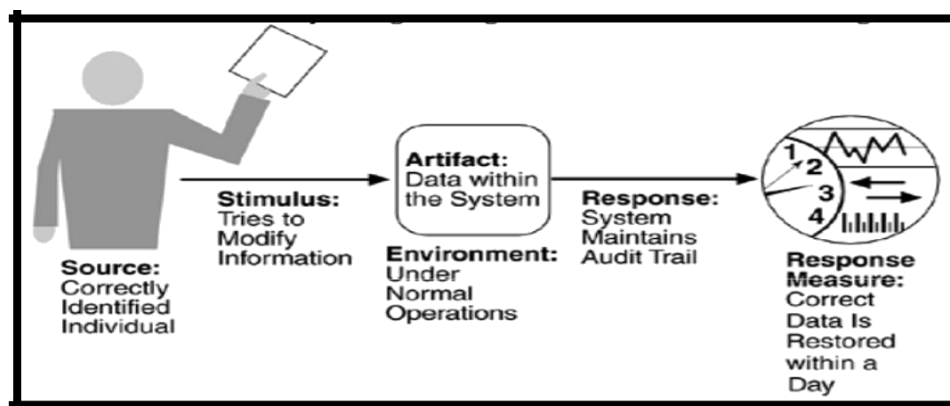 Source:
Correctly
Identified
Individual
Stimulus:
Tries to
Modify
Information
Artifact:
Data within
the System
Environment:
Under
Normal
Operations
Response:
System
Maintains
Audit Trail
1
2
3
4
Response
Measure:
Correct
Data Is
Restored
within a
Day